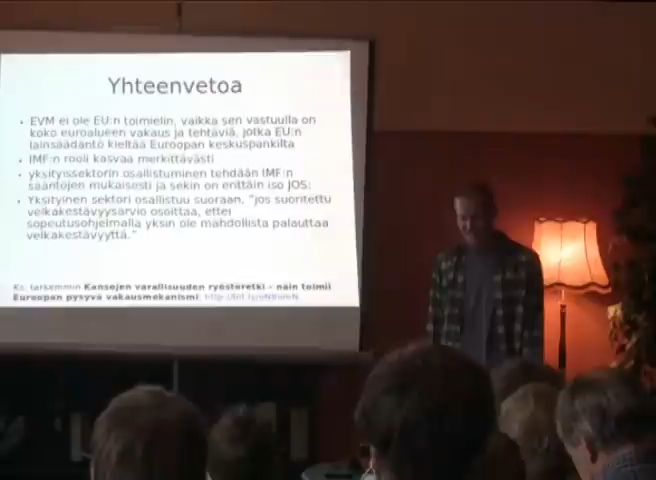 Yhteenvetoa
• EVM ei ole EU:n toimielin, vaikka sen vastuulla on
koko euroalueen vakaus ja tehtäviä, jotka EU:n
lainsäädäntö kieltää Euroopan keskuspankilta
• IMF:n rooli kasvaa merkittävästi
• yksityissektorin osallistuminen tehdään IMF:n
sääntöjen mukaisesti ja sekin on erittäin iso JOS:
• Yksityinen sektori osallistuu suoraan, "jos suoritettu
velkakestävyysarvio osoittaa, ettei
sopeutusohjelmalla yksin ole mahdollista palauttaa
velkakestävyyttä."
Ks. tarkemmin Kansojen varallisuuden ryöstöretki – näin toimii
Euroopan pysyvä vakausmekanismi: